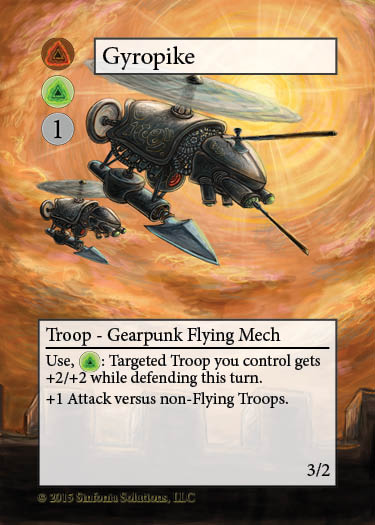 Gyropike
1
Troop - Gearpunk Flying Mech
Use, : Targeted Troop you control gets
+2/+2 while defending this turn.
+1 Attack versus non-Flying Troops.
3/2
© 2015 Sinfonia Solutions, LLC